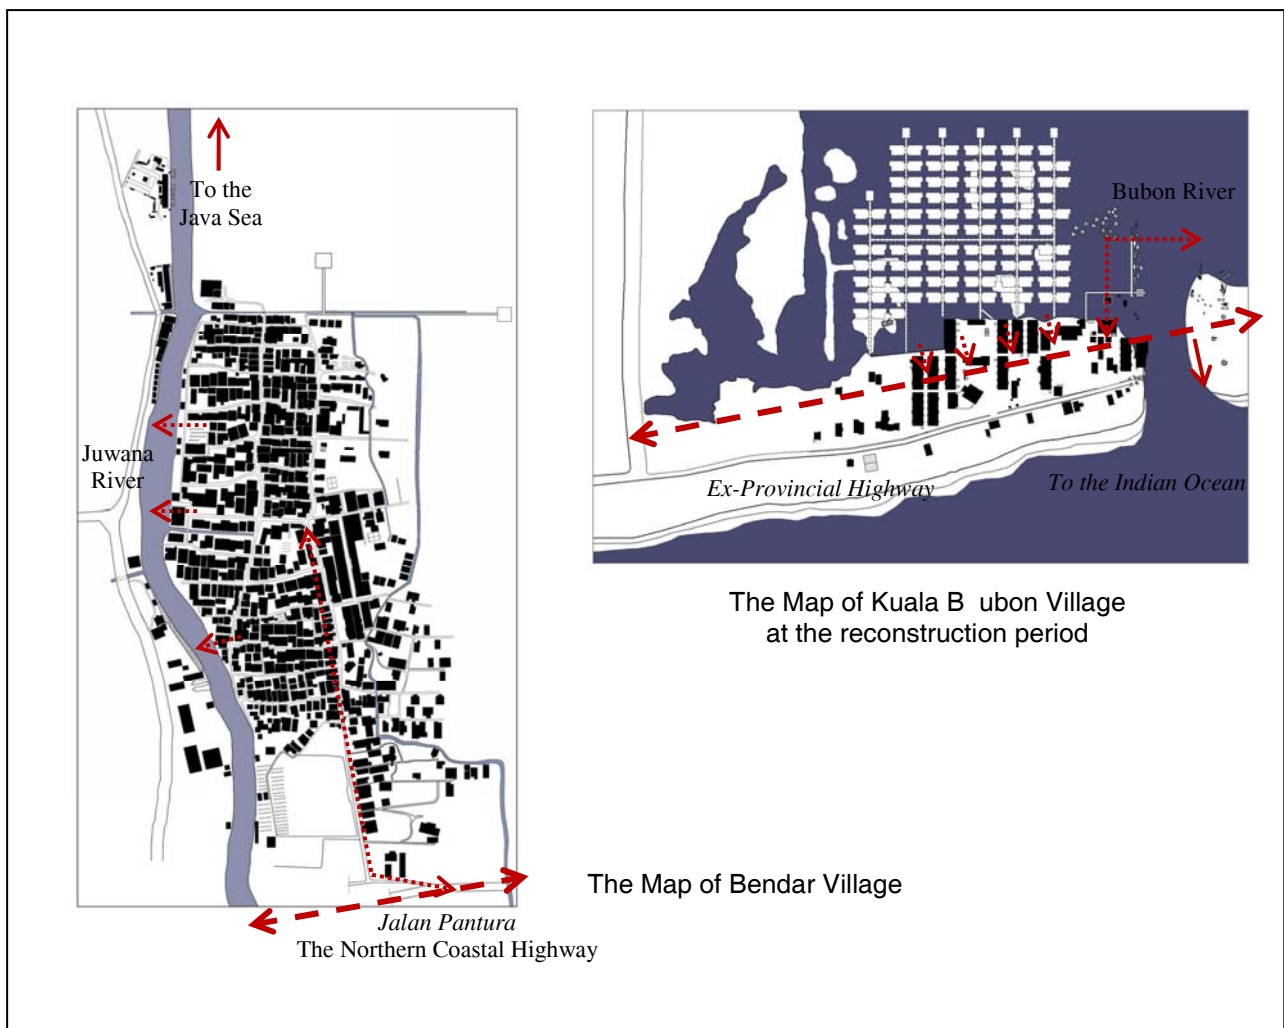 To the
Java Sea
Juwana
River
Jalan Pantura
The Northern Coastal Highway
The Map of Bendar Village
Bubon River
Ex-Provincial Highway
To the Indian Ocean
The Map of Kuala B ubon Village
at the reconstruction period